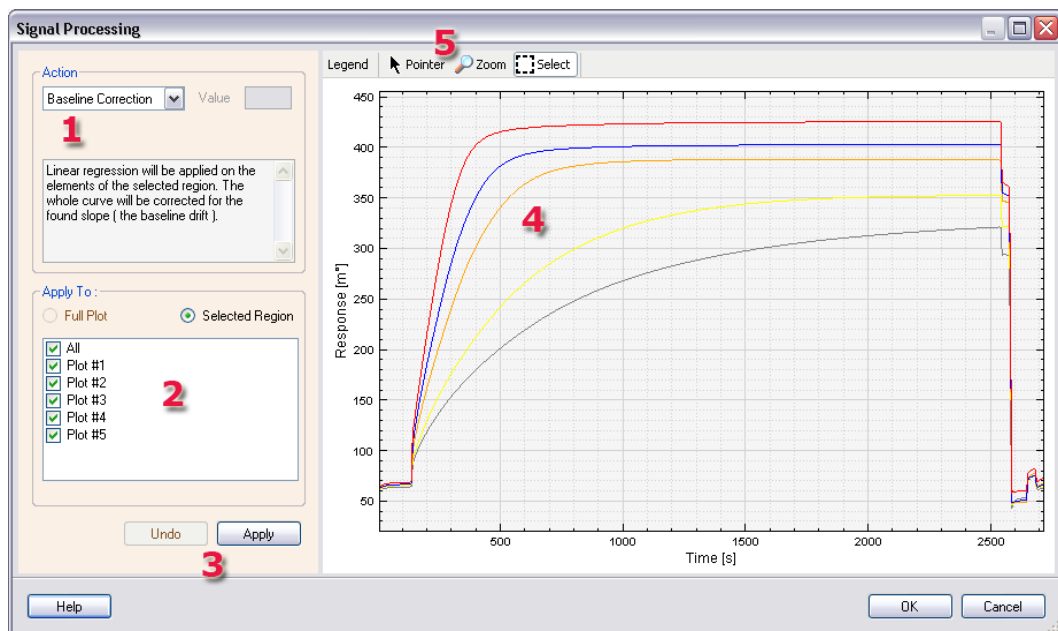 Signal Processing
Action
Baseline Correction
Value
1
Linear regression will be applied on the
elements of the selected region. The
whole curve will be corrected for the
found slope ( the baseline drift ).
Apply To :
Full Plot
Selected Region
All
Plot #1
Plot #2
Plot #3
Plot #4
Plot #5
2
Undo
Apply
3
Legend
Pointer
5
Zoom
Select
450
400
350
300
250
200
150
100
50
Response [m°]
4
500
1000
1500
2000
2500
Time [s]
Help
OK
Cancel